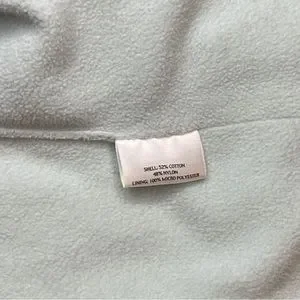 SHELL: 52% COTTON
48% NYLON
LINING: 100% MICRO POLYESTER